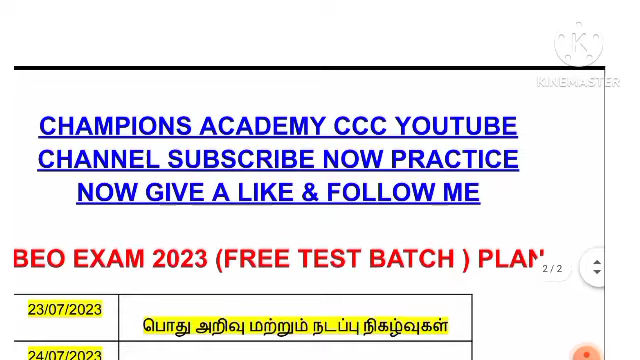 KINEMASTER
CHAMPIONS ACADEMY CCC YOUTUBE
CHANNEL SUBSCRIBE NOW PRACTICE
NOW GIVE A LIKE & FOLLOW ME
BEO EXAM 2023 (FREE TEST BATCH ) PLAN
2 / 2
23/07/2023
பொது அறிவு மற்றும் நடப்பு நிகழ்வுகள்
24/07/2023